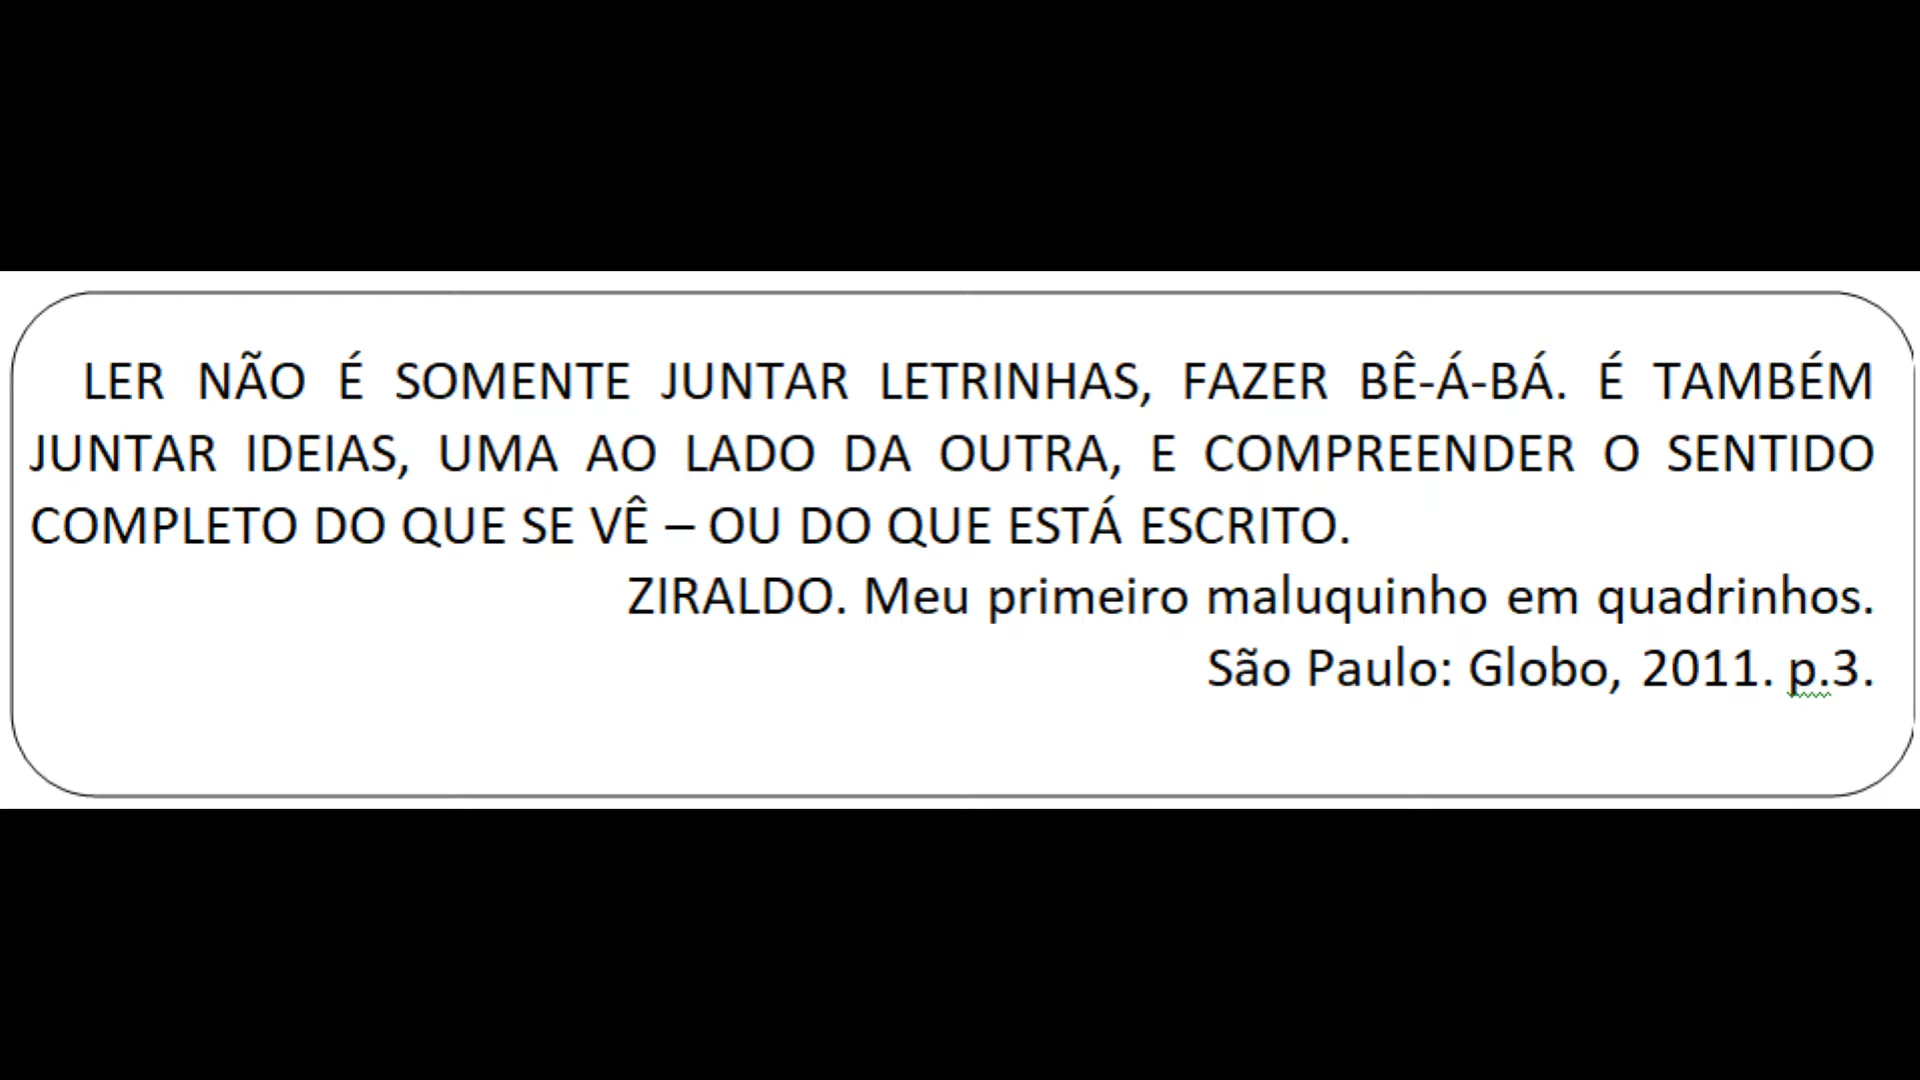 LER NÃO É SOMENTE JUNTAR LETRINHAS, FAZER BÊ-Á-BÁ. É TAMBÉM
JUNTAR IDEIAS, UMA AO LADO DA OUTRA, E COMPREENDER O SENTIDO
COMPLETO DO QUE SE VÊ – OU DO QUE ESTÁ ESCRITO.
ZIRALDO. Meu primeiro maluquinho em quadrinhos.
São Paulo: Globo, 2011. p.3.